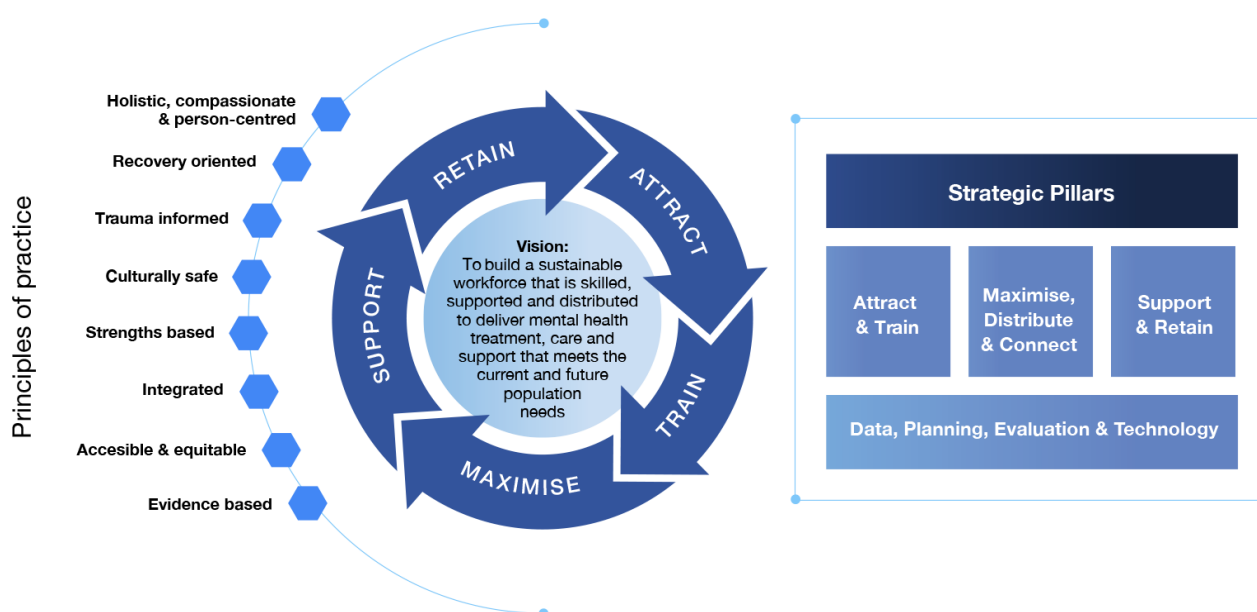 Principles of practice
Holistic, compassionate
& person-centred
Recovery oriented
Trauma informed
Culturally safe
Strengths based
Integrated
Accesible & equitable
Evidence based
RETAIN
ATTRACT
TRAIN
MAXIMISE
SUPPORT
Vision:
To build a sustainable
workforce that is skilled,
supported and distributed
to deliver mental health
treatment, care and
support that meets the
current and future
population
needs
Strategic Pillars
Attract
& Train
Maximise,
Distribute
& Connect
Support
& Retain
Data, Planning, Evaluation & Technology